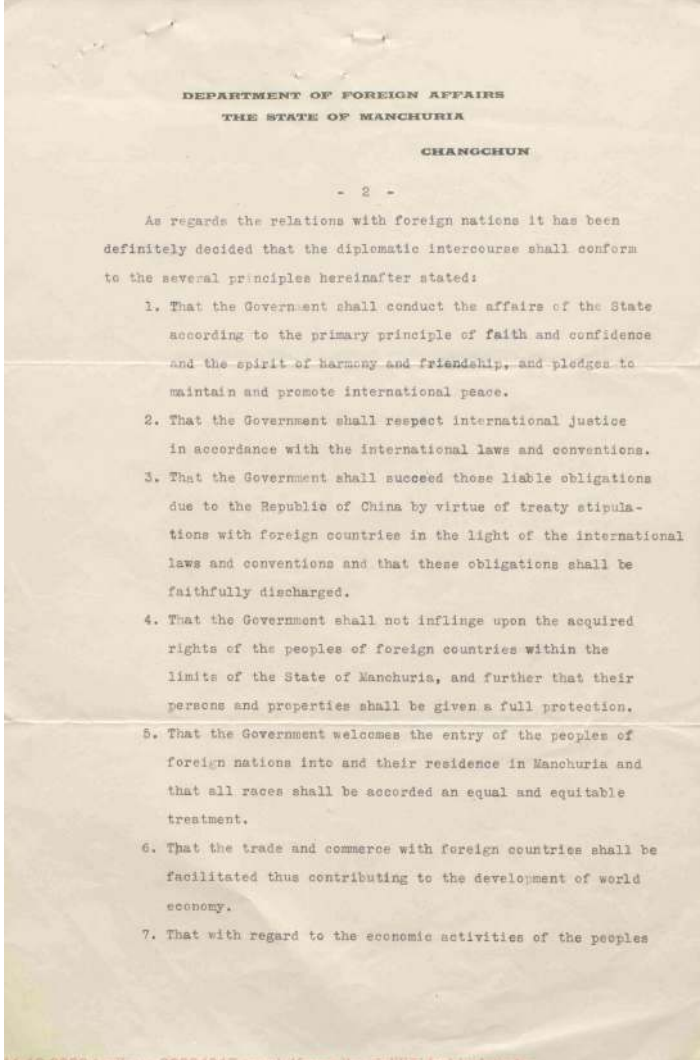 DEPARTMENT OF FOREIGN AFFAIRS
THE STATE OF MANCHURIA
CHANGCHUN
- 2 -
As regards the relations with foreign nations it has been
definitely decided that the diplomatic intercourse shall conform
to the several principles hereinafter stated:
1. That the Government shall conduct the affairs of the State
according to the primary principle of faith and confidence
and the spirit of harmony and friendship, and pledges to
maintain and promote international peace.
2. That the Government shall respect international justice
in accordance with the international laws and conventions.
3. That the Government shall succeed those liable obligations
due to the Republic of China by virtue of treaty stipula-
tions with foreign countries in the light of the international
laws and conventions and that these obligations shall be
faithfully discharged.
4. That the Government shall not inflinge upon the acquired
rights of the peoples of foreign countries within the
limits of the State of Manchuria, and further that their
persons and properties shall be given a full protection.
5. That the Government welcomes the entry of the peoples of
foreign nations into and their residence in Manchuria and
that all races shall be accorded an equal and equitable
treatment.
6. That the trade and commerce with foreign countries shall be
facilitated thus contributing to the development of world
economy.
7. That with regard to the economic activities of the peoples